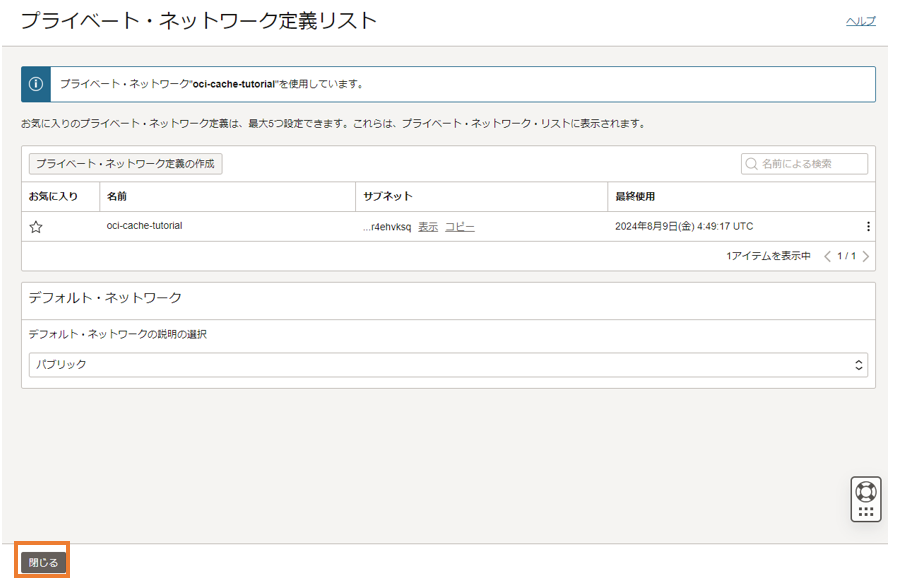 プライベート・ネットワーク定義リスト
ヘルプ
プライベート・ネットワーク"oci-cache-tutorial"を使用しています。
お気に入りのプライベート・ネットワーク定義は、最大5つ設定できます。これらは、プライベート・ネットワーク・リストに表示されます。
プライベート・ネットワーク定義の作成
名前による検索
お気に入り 名前 サブネット 最終使用
oci-cache-tutorial ...r4ehvksq 表示 コピー 2024年8月9日(金) 4:49:17 UTC
1アイテムを表示中 1 / 1
デフォルト・ネットワーク
デフォルト・ネットワークの説明の選択
パブリック
閉じる